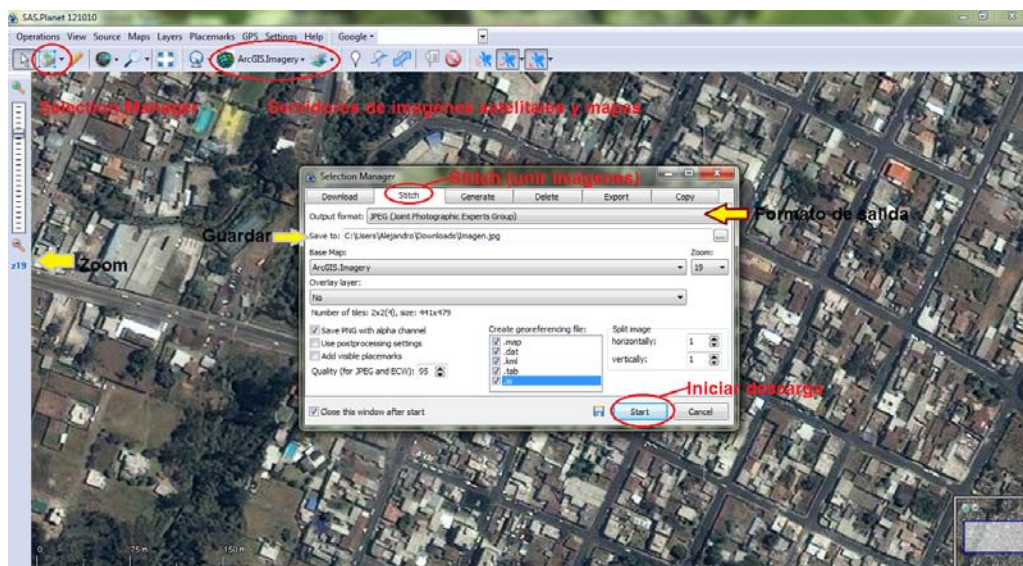 SAS.Planet 121010
Operations View Source Maps Layers Placemarks GPS Settings Help Google
ArcGIS.Imagery
Selection Manager
Servidores de imagenes satelitales y mapas
Selection Manager
Stitch (unir imagenes)
Download Stitch Generate Delete Export Copy
Output format: JPEG (Joint Photographic Experts Group)
Formato de salida
Guardar
Save to: C:\Users\Alejandro\Downloads\Imagen.jpg
...
Base Map: Zoom:
z19
Zoom
ArcGIS.Imagery 19
Overlay layer:
No
Number of tiles: 2x2(4), size: 441x479
Save PNG with alpha channel
Use postprocessing settings
Add visible placemarks
Quality (for JPEG and ECW): 95
Create georeferencing file:
.map
.dat
.kml
.tab
.w
Split image
horizontally: 1
vertically: 1
Iniciar descarga
Close this window after start
Start Cancel
0 75 m 150 m